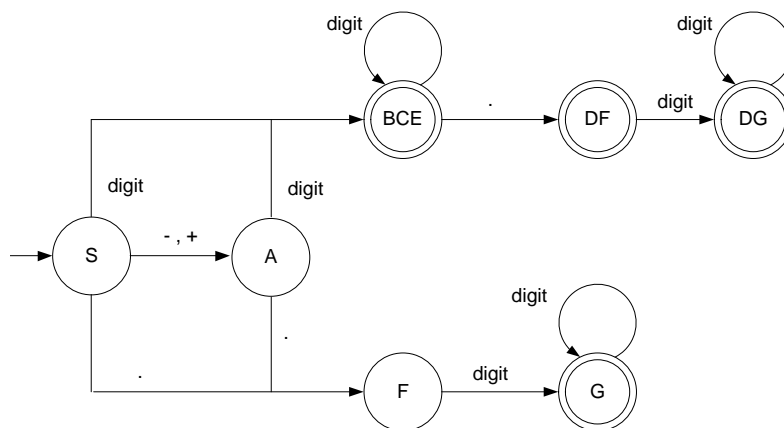 digit
digit
BCE
.
DF
digit
DG
digit
digit
S
- , +
A
digit
.
.
F
digit
G